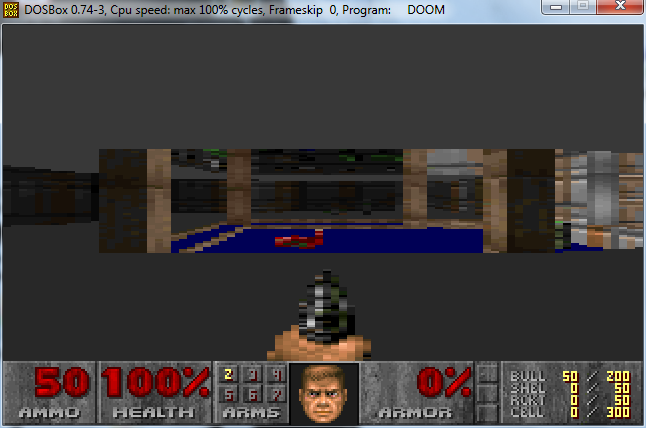 DOS
BOX
DOSBox 0.74-3, Cpu speed: max 100% cycles, Frameskip 0, Program: DOOM
50 100% 2 3 4 0% BULL 50 / 200
SHEL 0 / 50
5 6 7 RCKT 0 / 50
AMMO HEALTH ARMS ARMOR CELL 0 / 300